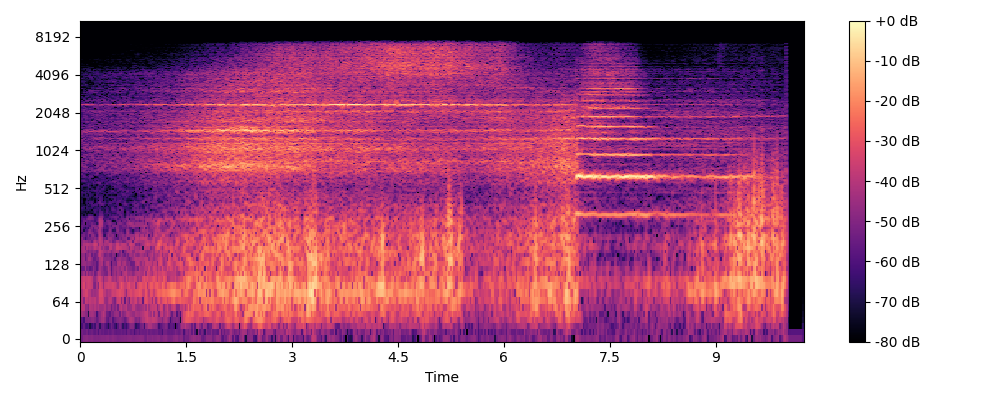 8192
4096
2048
1024
512
256
128
64
0
Hz
0 1.5 3 4.5 6 7.5 9
Time
+0 dB
-10 dB
-20 dB
-30 dB
-40 dB
-50 dB
-60 dB
-70 dB
-80 dB